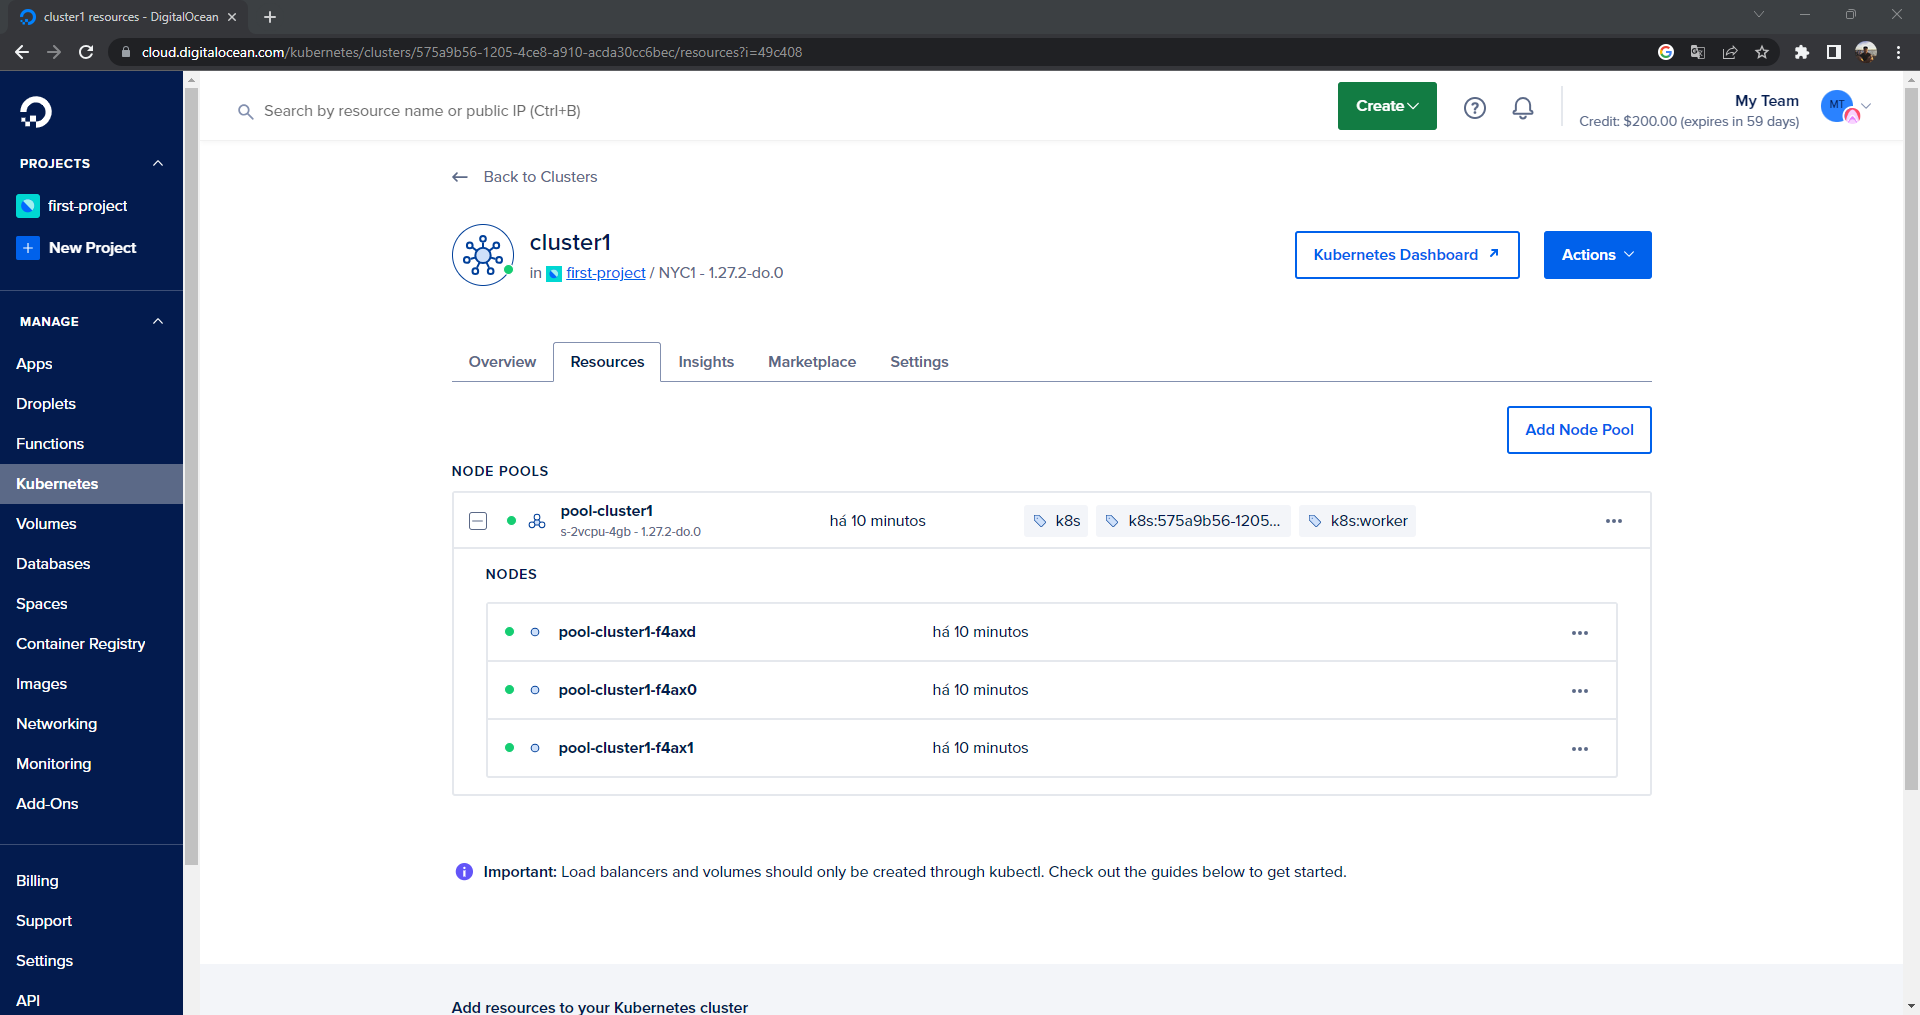 cluster1 resources - DigitalOcean
cloud.digitalocean.com/kubernetes/clusters/575a9b56-1205-4ce8-a910-acda30cc6bec/resources?i=49c408
Search by resource name or public IP (Ctrl+B)
Create
My Team
Credit: $200.00 (expires in 59 days)
MT
PROJECTS
first-project
New Project
MANAGE
Apps
Droplets
Functions
Kubernetes
Volumes
Databases
Spaces
Container Registry
Images
Networking
Monitoring
Add-Ons
Billing
Support
Settings
API
Back to Clusters
cluster1
in first-project / NYC1 - 1.27.2-do.0
Kubernetes Dashboard
Actions
Overview Resources Insights Marketplace Settings
Add Node Pool
NODE POOLS
pool-cluster1
s-2vcpu-4gb - 1.27.2-do.0
há 10 minutos
k8s
k8s:575a9b56-1205...
k8s:worker
NODES
pool-cluster1-f4axd há 10 minutos
pool-cluster1-f4ax0 há 10 minutos
pool-cluster1-f4ax1 há 10 minutos
Important: Load balancers and volumes should only be created through kubectl. Check out the guides below to get started.
Add resources to your Kubernetes cluster